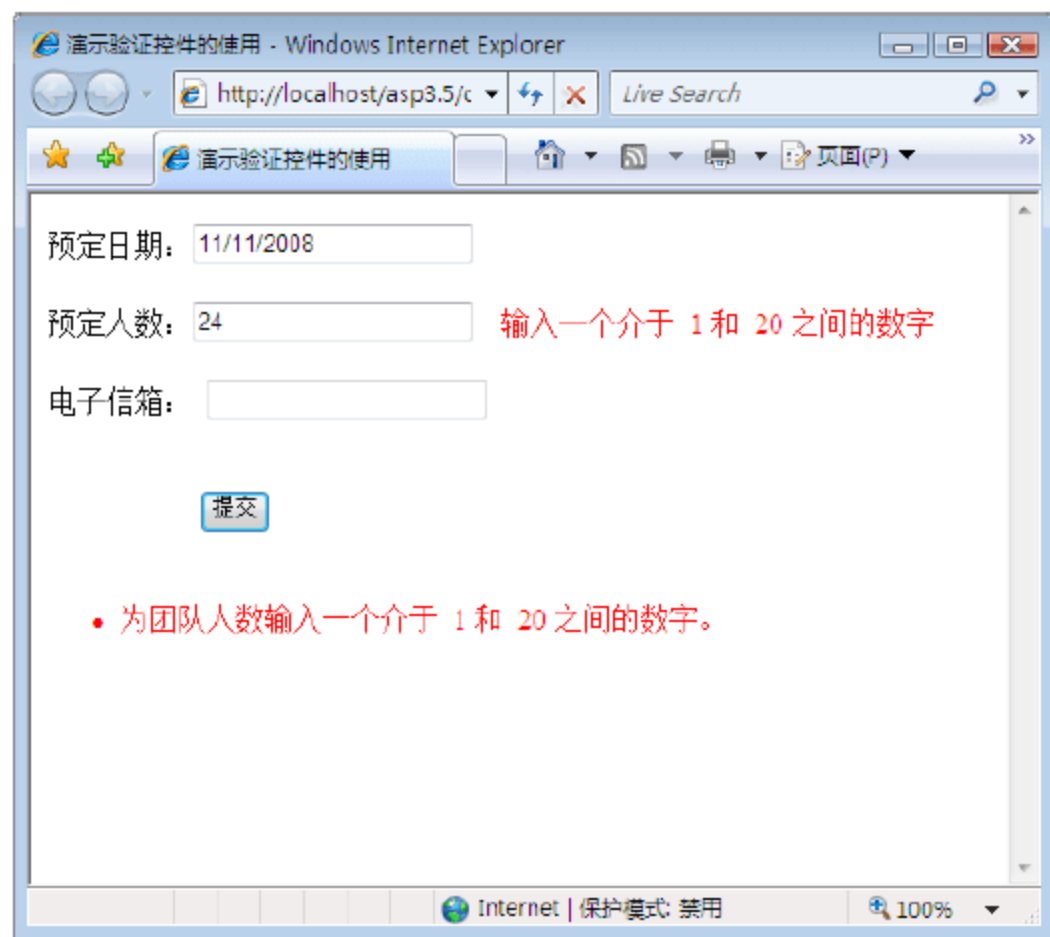 演示验证控件的使用 - Windows Internet Explorer
http://localhost/asp3.5/c
Live Search
演示验证控件的使用
页面(P)
预定日期：11/11/2008
预定人数：24 输入一个介于 1 和 20 之间的数字
电子信箱：
提交
• 为团队人数输入一个介于 1 和 20 之间的数字。
Internet | 保护模式: 禁用 100%